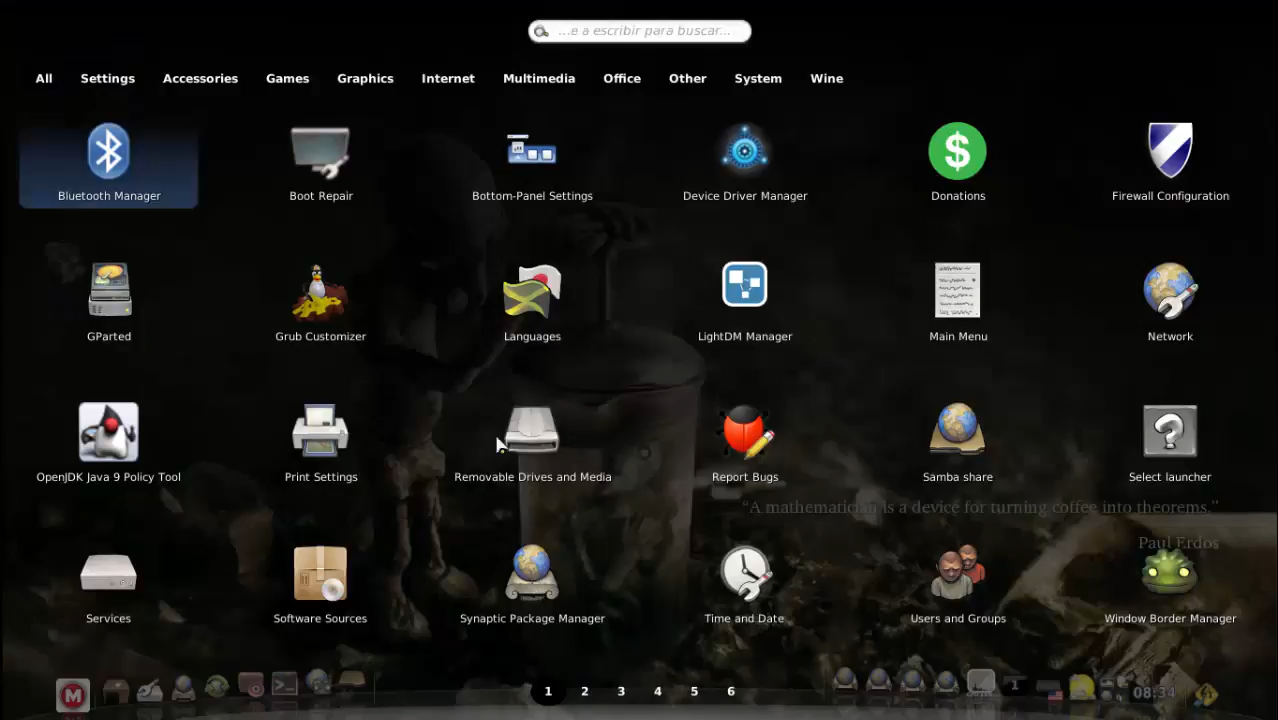 ...e a escribir para buscar...
All Settings Accessories Games Graphics Internet Multimedia Office Other System Wine
Bluetooth Manager Boot Repair Bottom-Panel Settings Device Driver Manager Donations Firewall Configuration
GParted Grub Customizer Languages LightDM Manager Main Menu Network
OpenJDK Java 9 Policy Tool Print Settings Removable Drives and Media Report Bugs Samba share Select launcher
“A mathematician is a device for turning coffee into theorems.”
Paul Erdos
Services Software Sources Synaptic Package Manager Time and Date Users and Groups Window Border Manager
M 1 2 3 4 5 6 1 08:34